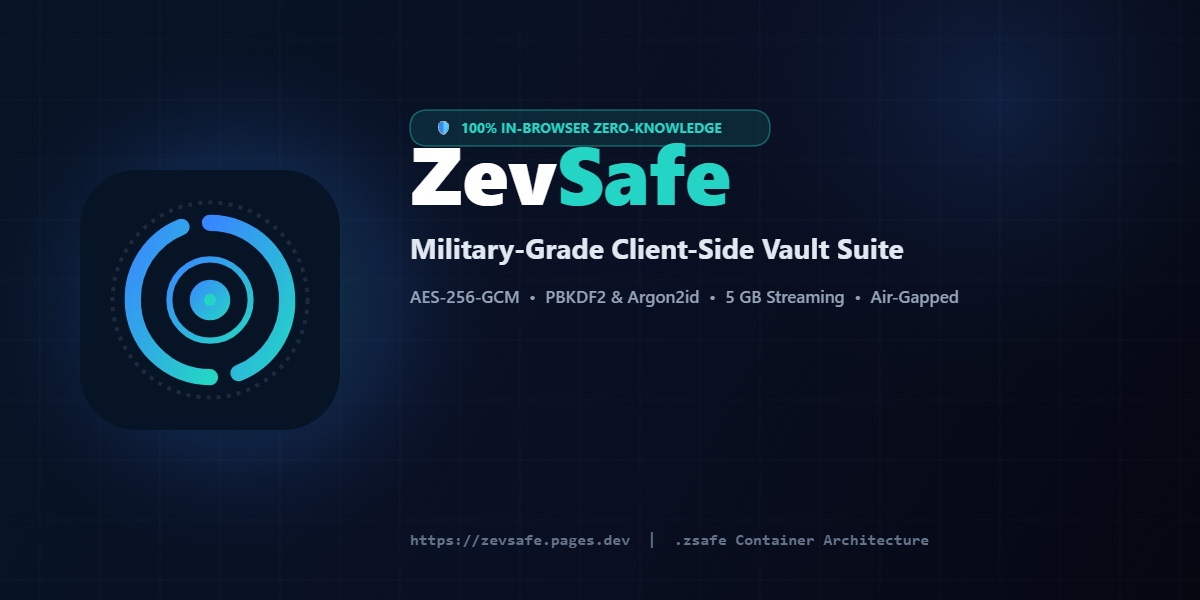 100% IN-BROWSER ZERO-KNOWLEDGE
ZevSafe
Military-Grade Client-Side Vault Suite
AES-256-GCM • PBKDF2 & Argon2id • 5 GB Streaming • Air-Gapped
https://zevsafe.pages.dev | .zsafe Container Architecture